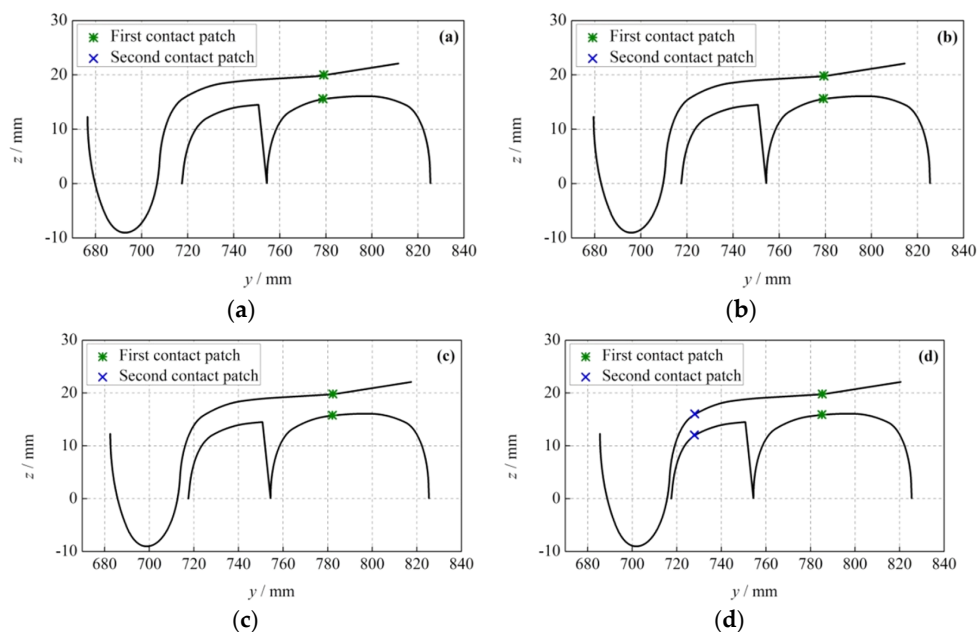 30
20
10
0
-10
First contact patch
Second contact patch
(a)
z / mm
680 700 720 740 760 780 800 820 840
y / mm
(a)
30
20
10
0
-10
First contact patch
Second contact patch
(b)
z / mm
680 700 720 740 760 780 800 820 840
y / mm
(b)
30
20
10
0
-10
First contact patch
Second contact patch
(c)
z / mm
680 700 720 740 760 780 800 820 840
y / mm
(c)
30
20
10
0
-10
First contact patch
Second contact patch
(d)
z / mm
680 700 720 740 760 780 800 820 840
y / mm
(d)